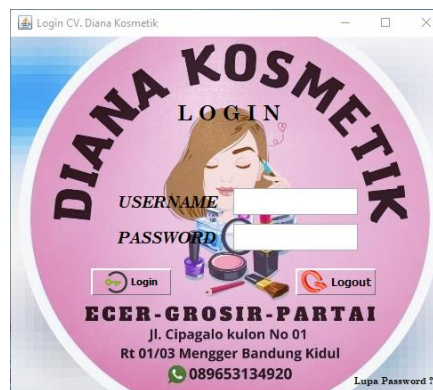 Login CV. Diana Kosmetik
DIANA KOSMETIK
LOGIN
USERNAME
PASSWORD
Login
Logout
ECER-GROSIR-PARTAI
Jl. Cipagalo kulon No 01
Rt 01/03 Mengger Bandung Kidul
089653134920
Lupa Password ?